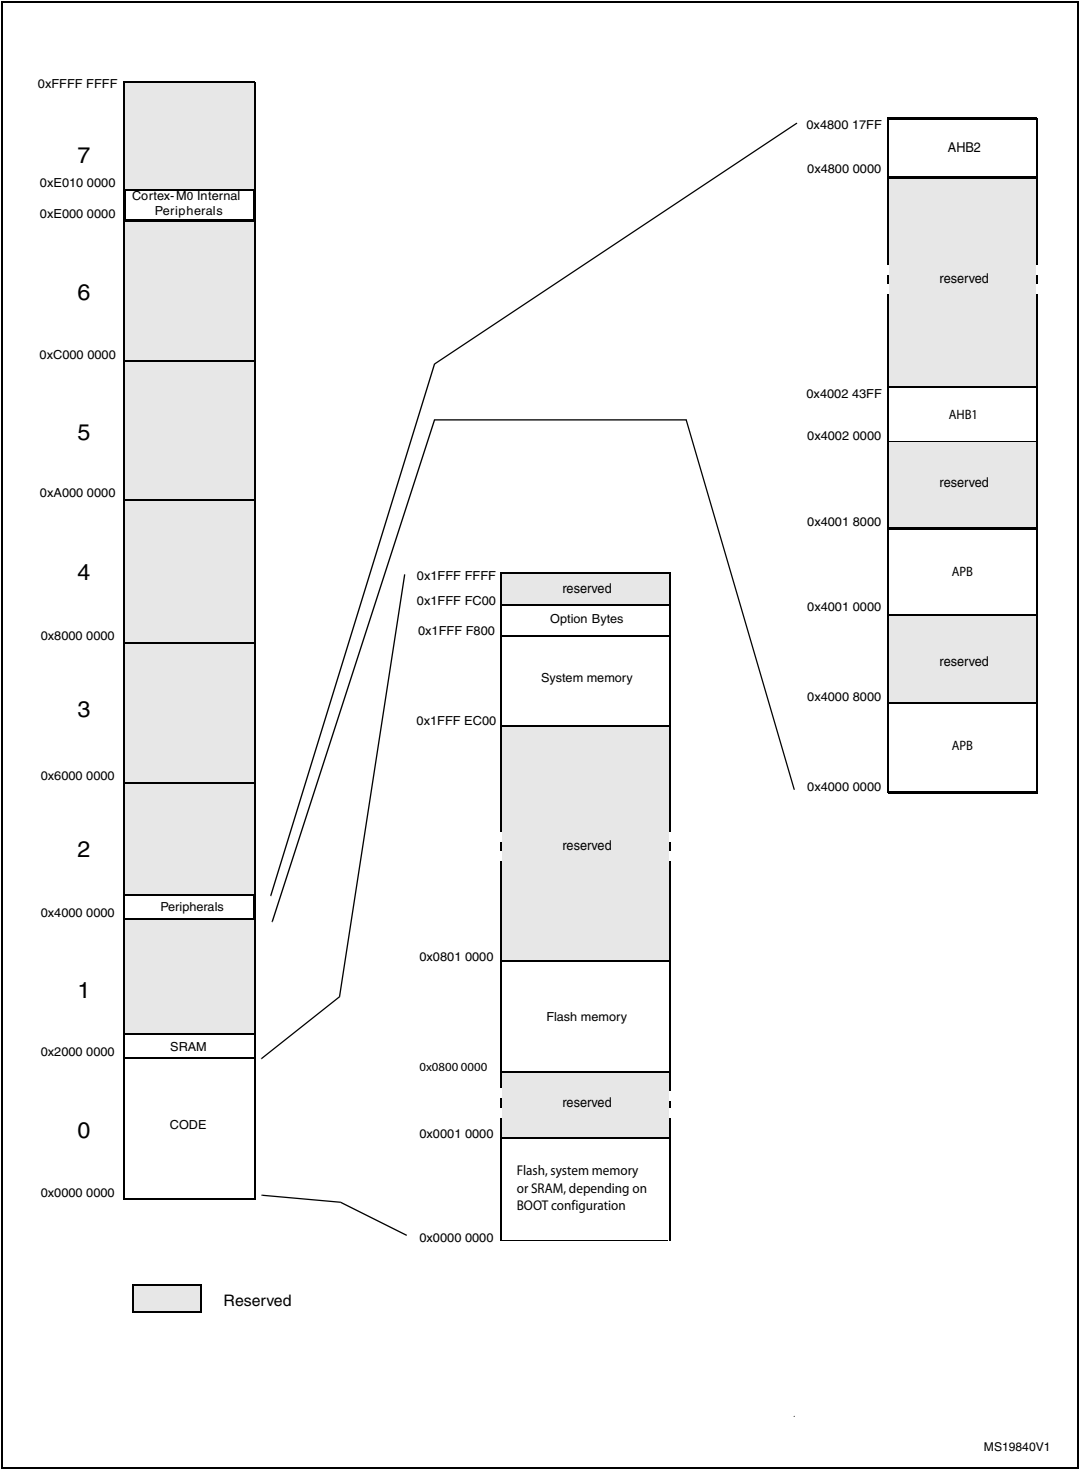 0xFFFF FFFF
7
0xE010 0000
Cortex-M0 Internal
Peripherals
0xE000 0000
6
0xC000 0000
5
0xA000 0000
4
0x8000 0000
3
0x6000 0000
2
Peripherals
0x4000 0000
1
SRAM
0x2000 0000
CODE
0
0x0000 0000
Reserved
0x1FFF FFFF
reserved
0x1FFF FC00
Option Bytes
0x1FFF F800
System memory
0x1FFF EC00
reserved
0x0801 0000
Flash memory
0x0800 0000
reserved
0x0001 0000
Flash, system memory
or SRAM, depending on
BOOT configuration
0x0000 0000
0x4800 17FF
AHB2
0x4800 0000
reserved
0x4002 43FF
AHB1
0x4002 0000
reserved
0x4001 8000
APB
0x4001 0000
reserved
0x4000 8000
APB
0x4000 0000
MS19840V1